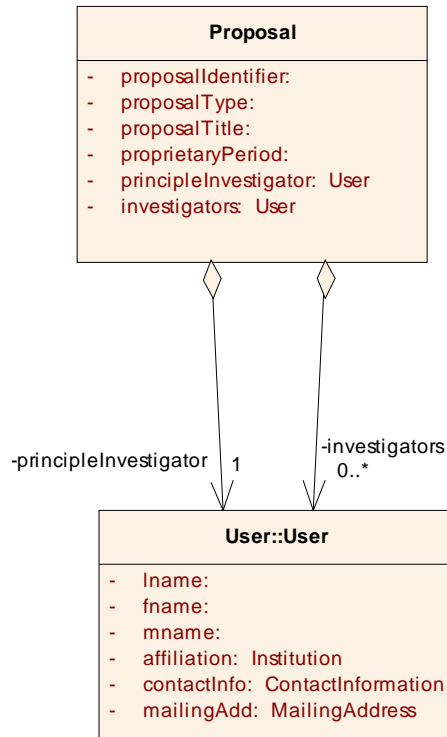 Proposal
- proposalIdentifier:
- proposalType:
- proposalTitle:
- proprietaryPeriod:
- principleInvestigator: User
- investigators: User
-principleInvestigator 1
-investigators
0..*
User::User
- lname:
- fname:
- mname:
- affiliation: Institution
- contactInfo: ContactInformation
- mailingAdd: MailingAddress